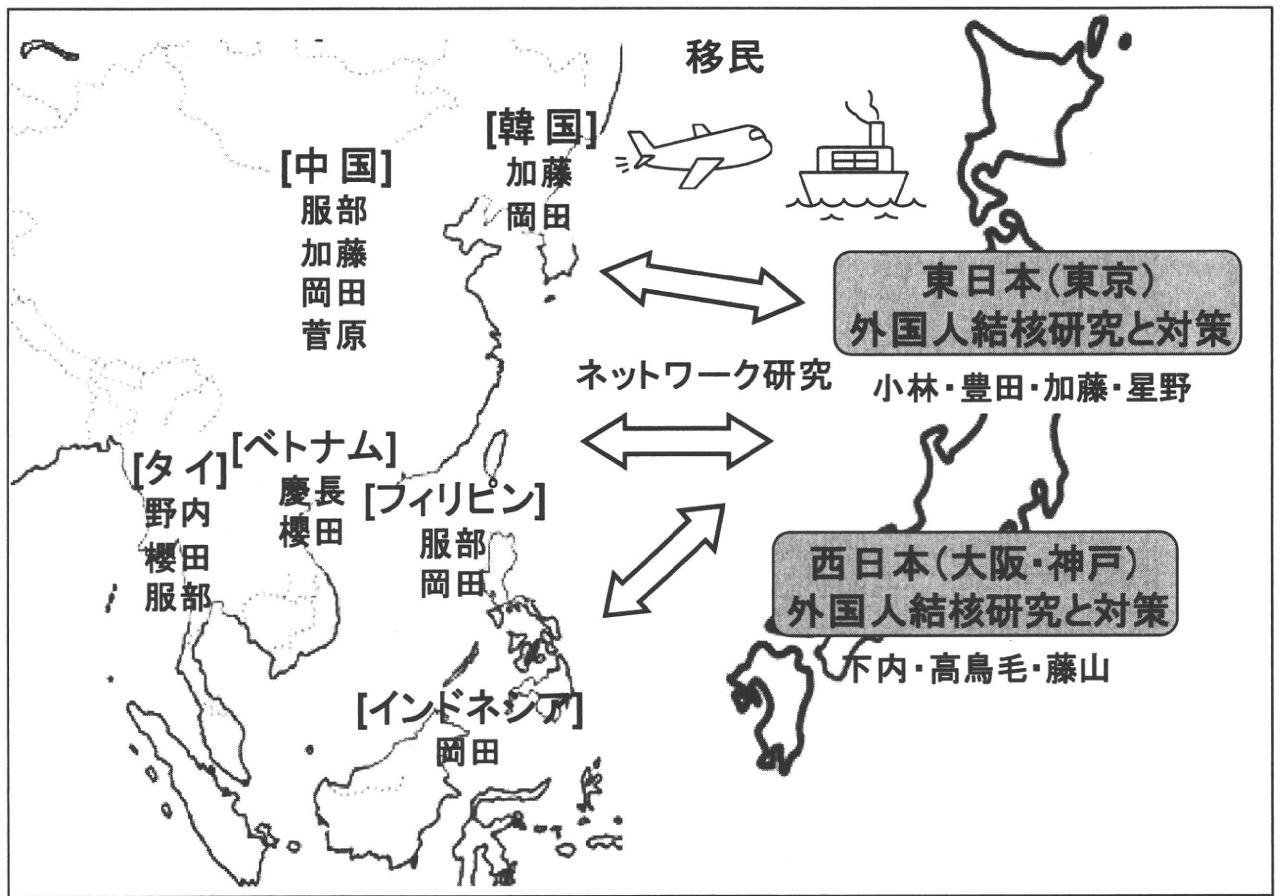 移民
[韓国]
加藤
岡田
[中国]
服部
加藤
岡田
菅原
東日本(東京)
外国人結核研究と対策
小林・豊田・加藤・星野
ネットワーク研究
[ベトナム]
慶長
櫻田
[タイ]
野内
櫻田
服部
[フィリピン]
服部
岡田
西日本(大阪・神戸)
外国人結核研究と対策
下内・高鳥毛・藤山
[インドネシア]
岡田